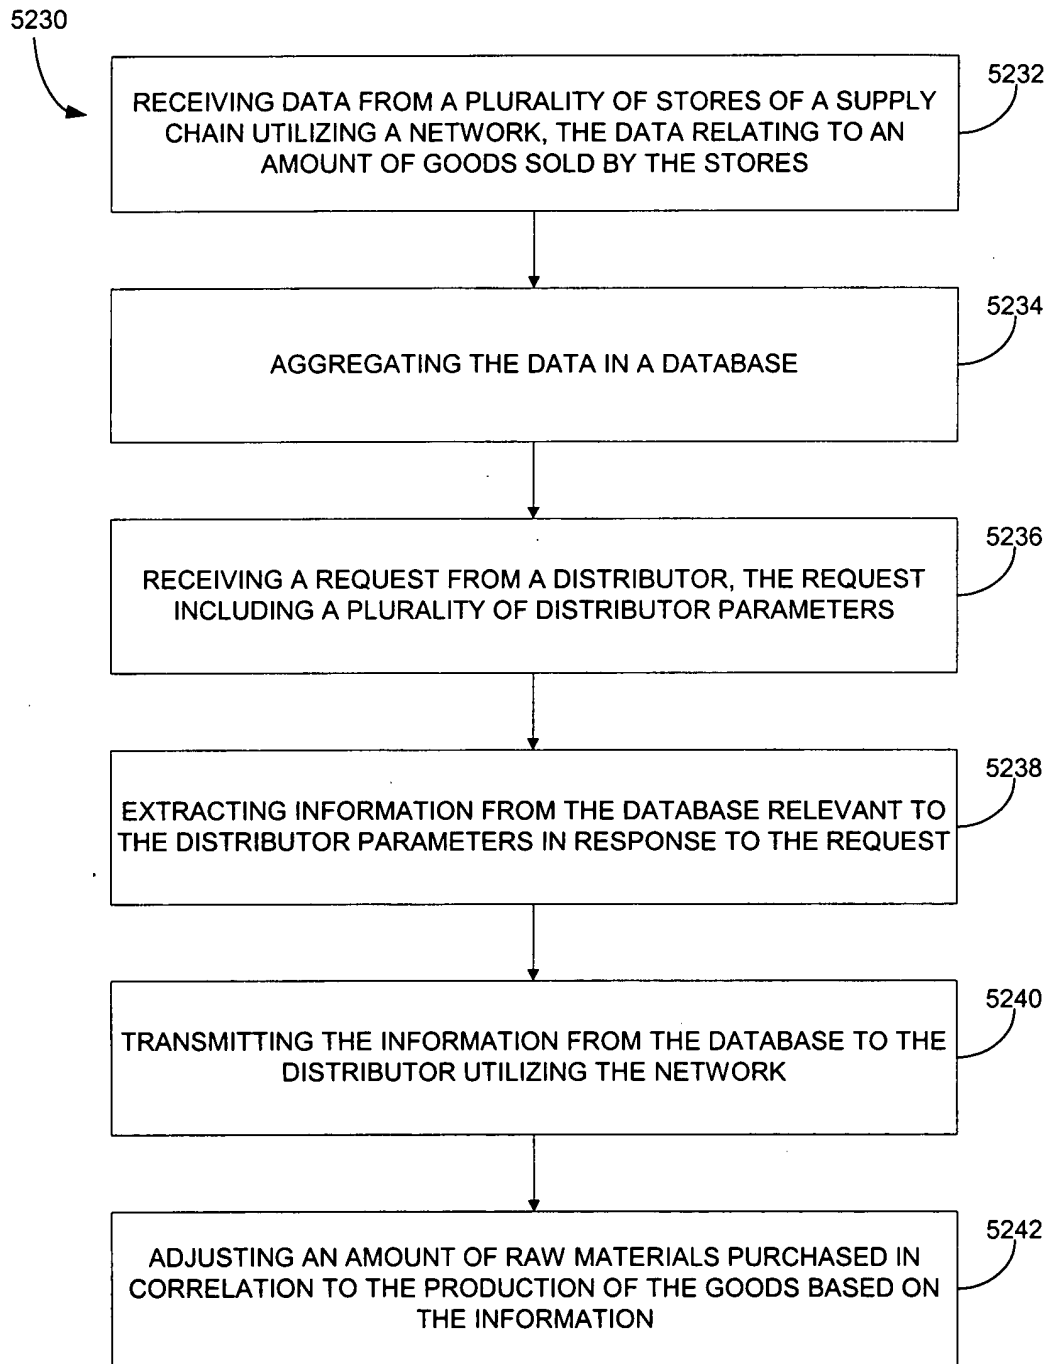 5230
5232
RECEIVING DATA FROM A PLURALITY OF STORES OF A SUPPLY
CHAIN UTILIZING A NETWORK, THE DATA RELATING TO AN
AMOUNT OF GOODS SOLD BY THE STORES
5234
AGGREGATING THE DATA IN A DATABASE
5236
RECEIVING A REQUEST FROM A DISTRIBUTOR, THE REQUEST
INCLUDING A PLURALITY OF DISTRIBUTOR PARAMETERS
5238
EXTRACTING INFORMATION FROM THE DATABASE RELEVANT TO
THE DISTRIBUTOR PARAMETERS IN RESPONSE TO THE REQUEST
5240
TRANSMITTING THE INFORMATION FROM THE DATABASE TO THE
DISTRIBUTOR UTILIZING THE NETWORK
5242
ADJUSTING AN AMOUNT OF RAW MATERIALS PURCHASED IN
CORRELATION TO THE PRODUCTION OF THE GOODS BASED ON
THE INFORMATION